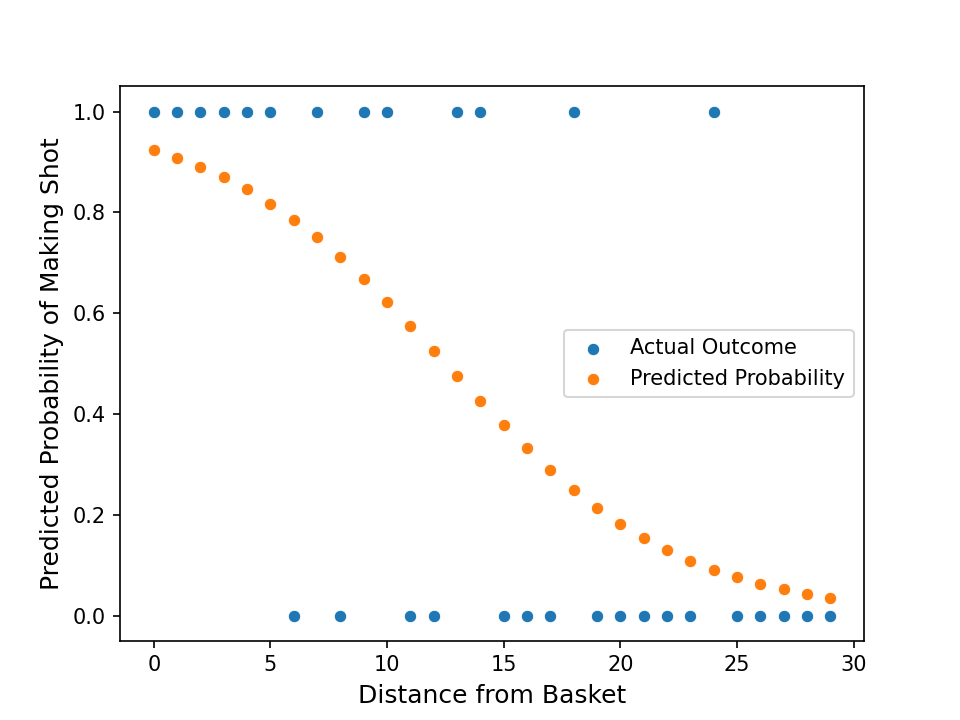 1.0
0.8
0.6
0.4
0.2
0.0
Predicted Probability of Making Shot
Actual Outcome
Predicted Probability
0 5 10 15 20 25 30
Distance from Basket